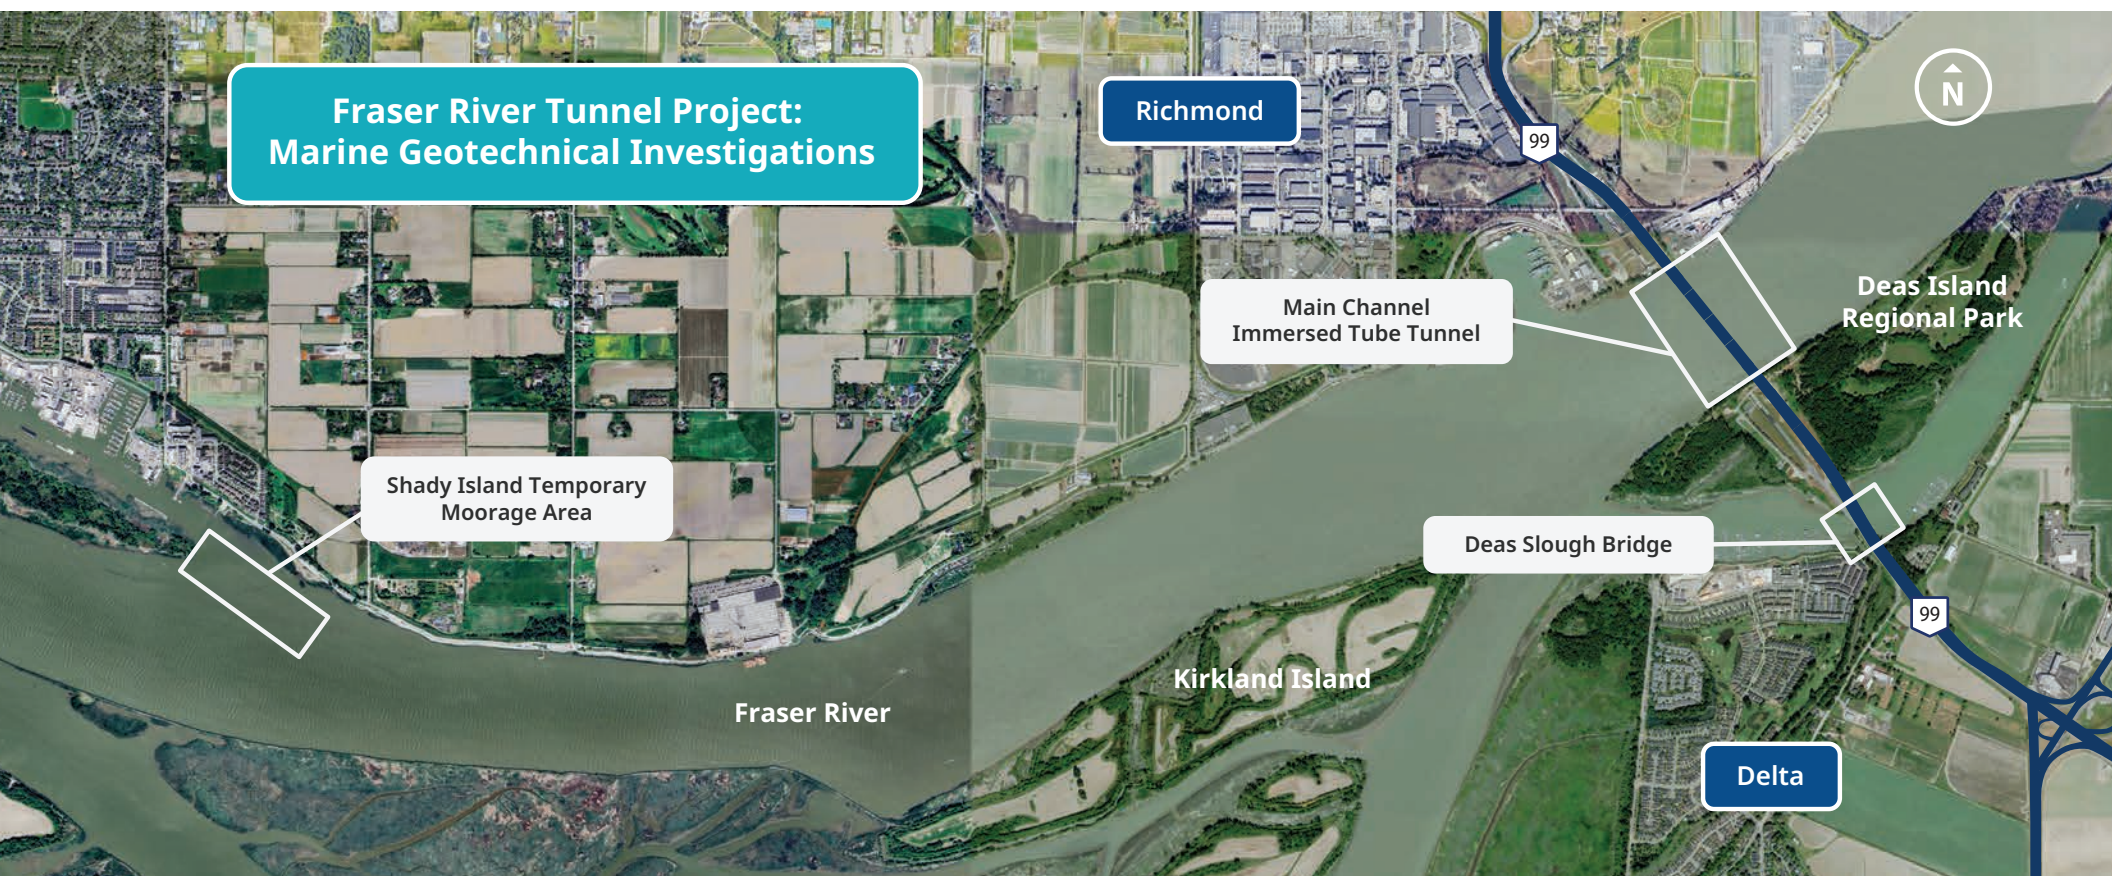 Fraser River Tunnel Project:
Marine Geotechnical Investigations
Richmond
N
99
Deas Island
Regional Park
Main Channel
Immersed Tube Tunnel
Shady Island Temporary
Moorage Area
Deas Slough Bridge
99
Kirkland Island
Fraser River
Delta